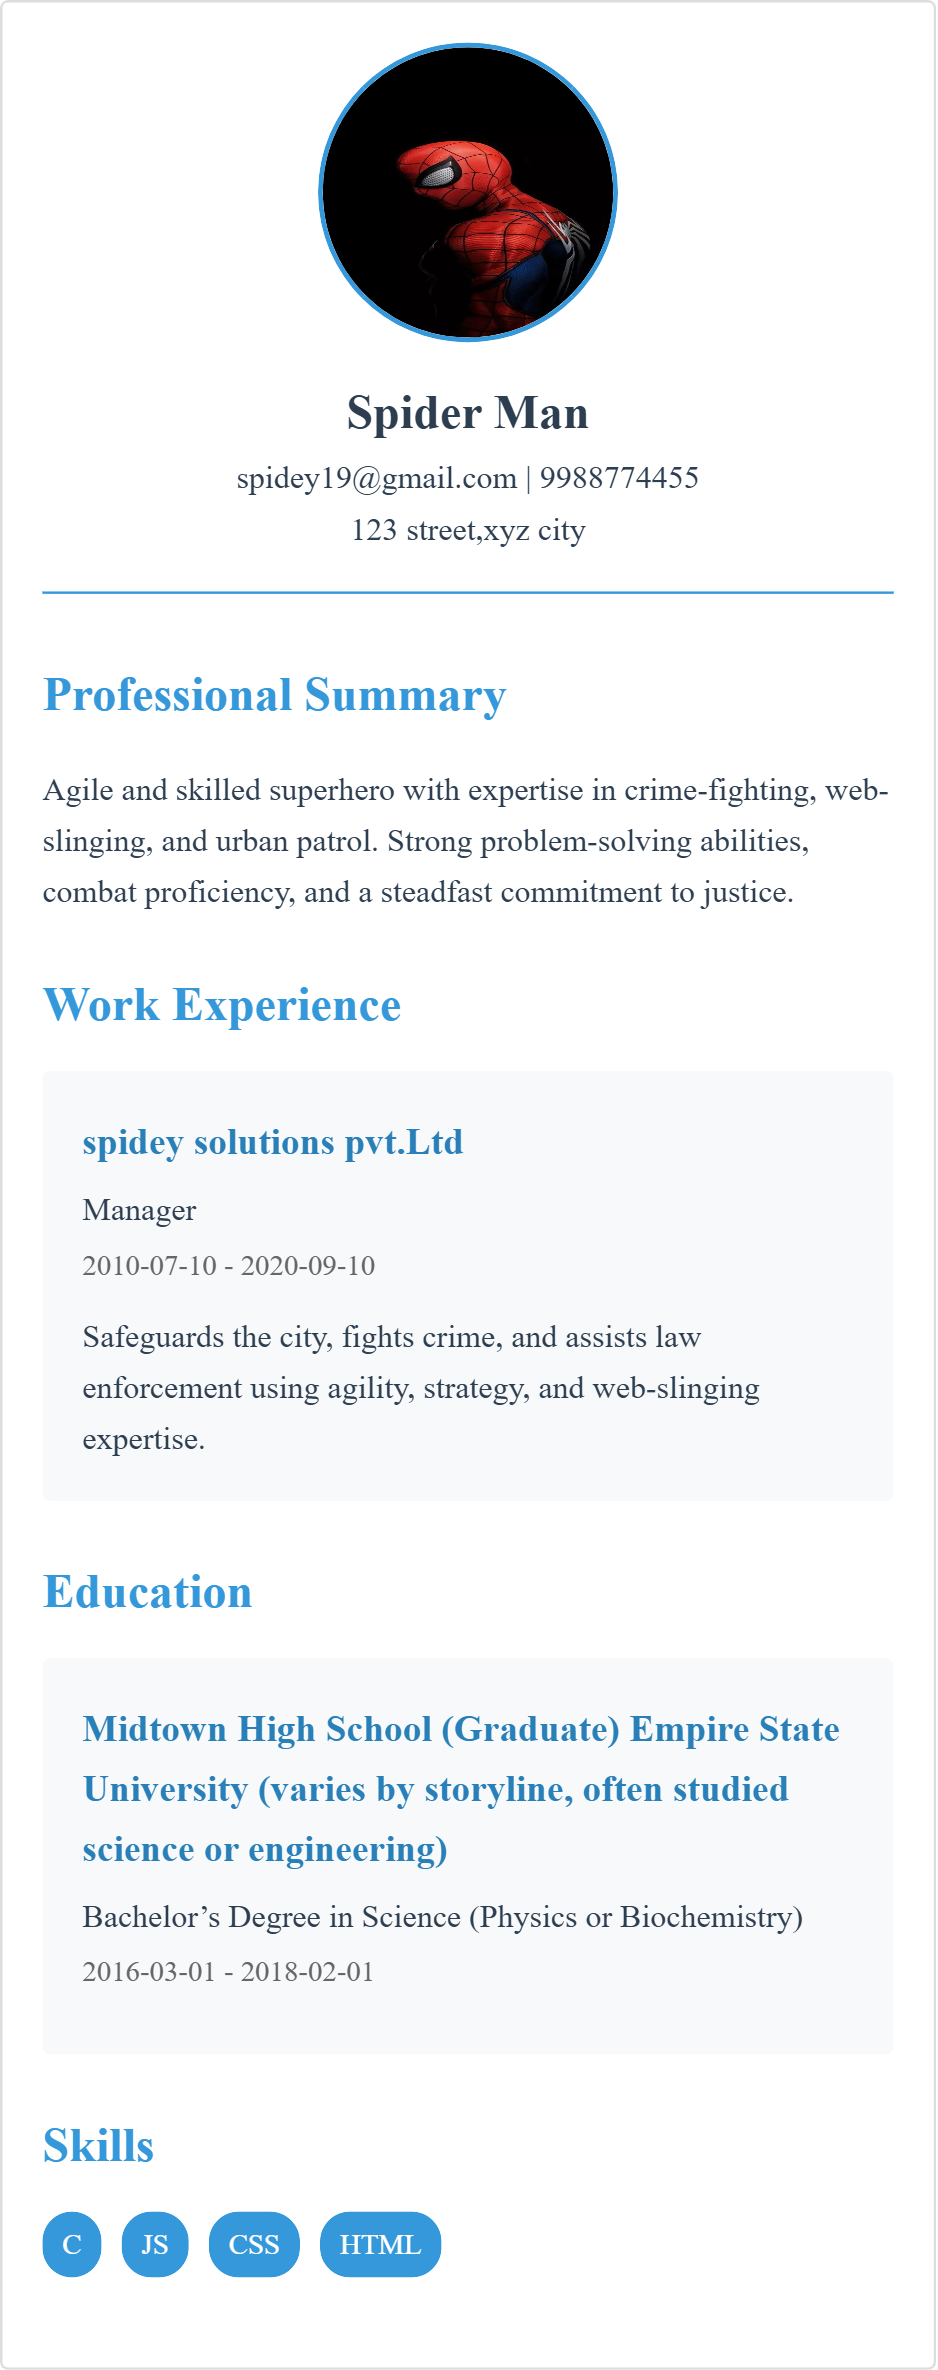 Spider Man
spidey19@gmail.com | 9988774455
123 street,xyz city
Professional Summary
Agile and skilled superhero with expertise in crime-fighting, web-
slinging, and urban patrol. Strong problem-solving abilities,
combat proficiency, and a steadfast commitment to justice.
Work Experience
spidey solutions pvt.Ltd
Manager
2010-07-10 - 2020-09-10
Safeguards the city, fights crime, and assists law
enforcement using agility, strategy, and web-slinging
expertise.
Education
Midtown High School (Graduate) Empire State
University (varies by storyline, often studied
science or engineering)
Bachelor’s Degree in Science (Physics or Biochemistry)
2016-03-01 - 2018-02-01
Skills
C JS CSS HTML